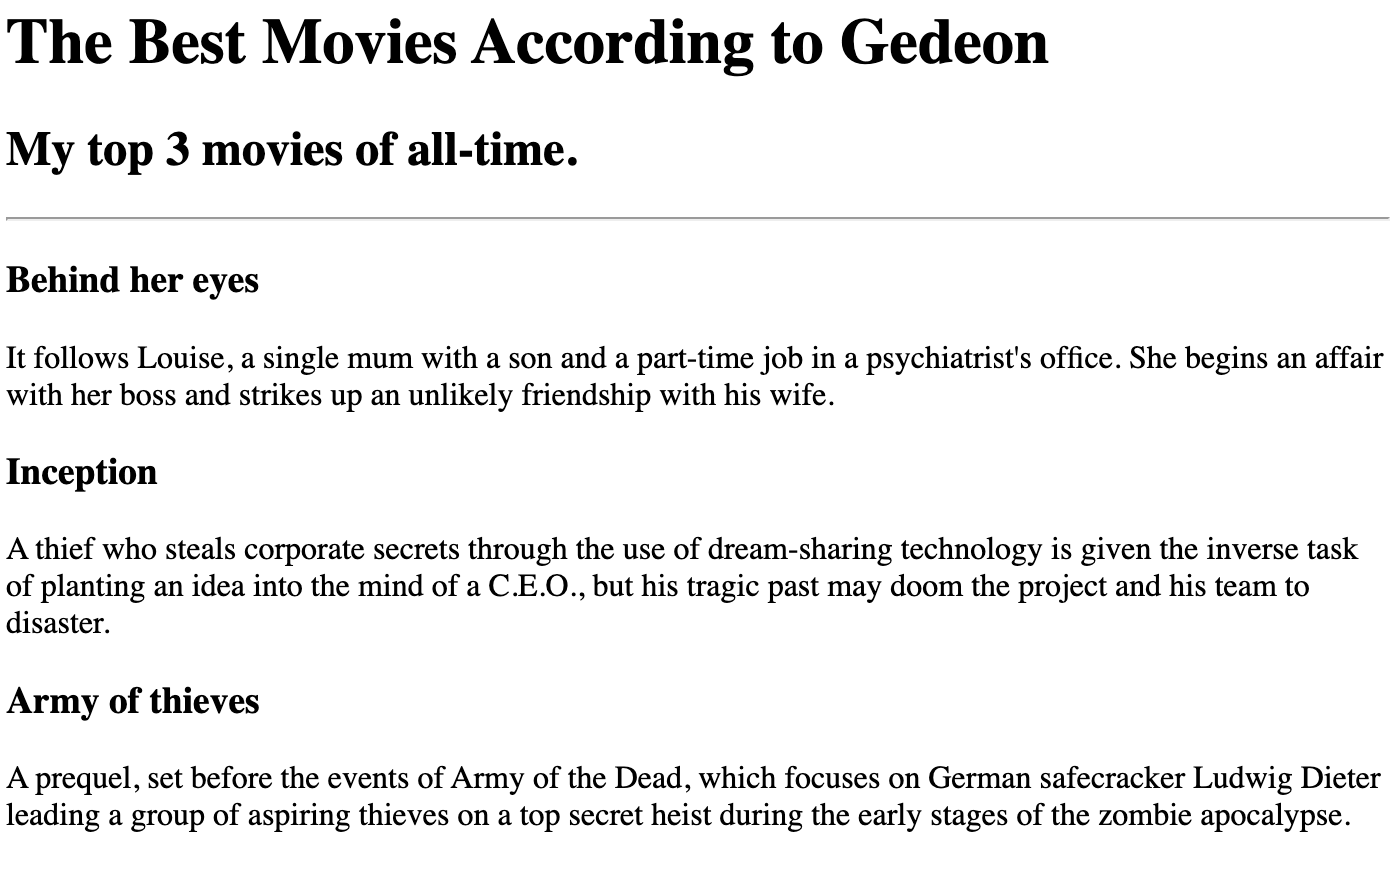 The Best Movies According to Gedeon
My top 3 movies of all-time.
Behind her eyes
It follows Louise, a single mum with a son and a part-time job in a psychiatrist's office. She begins an affair
with her boss and strikes up an unlikely friendship with his wife.
Inception
A thief who steals corporate secrets through the use of dream-sharing technology is given the inverse task
of planting an idea into the mind of a C.E.O., but his tragic past may doom the project and his team to
disaster.
Army of thieves
A prequel, set before the events of Army of the Dead, which focuses on German safecracker Ludwig Dieter
leading a group of aspiring thieves on a top secret heist during the early stages of the zombie apocalypse.